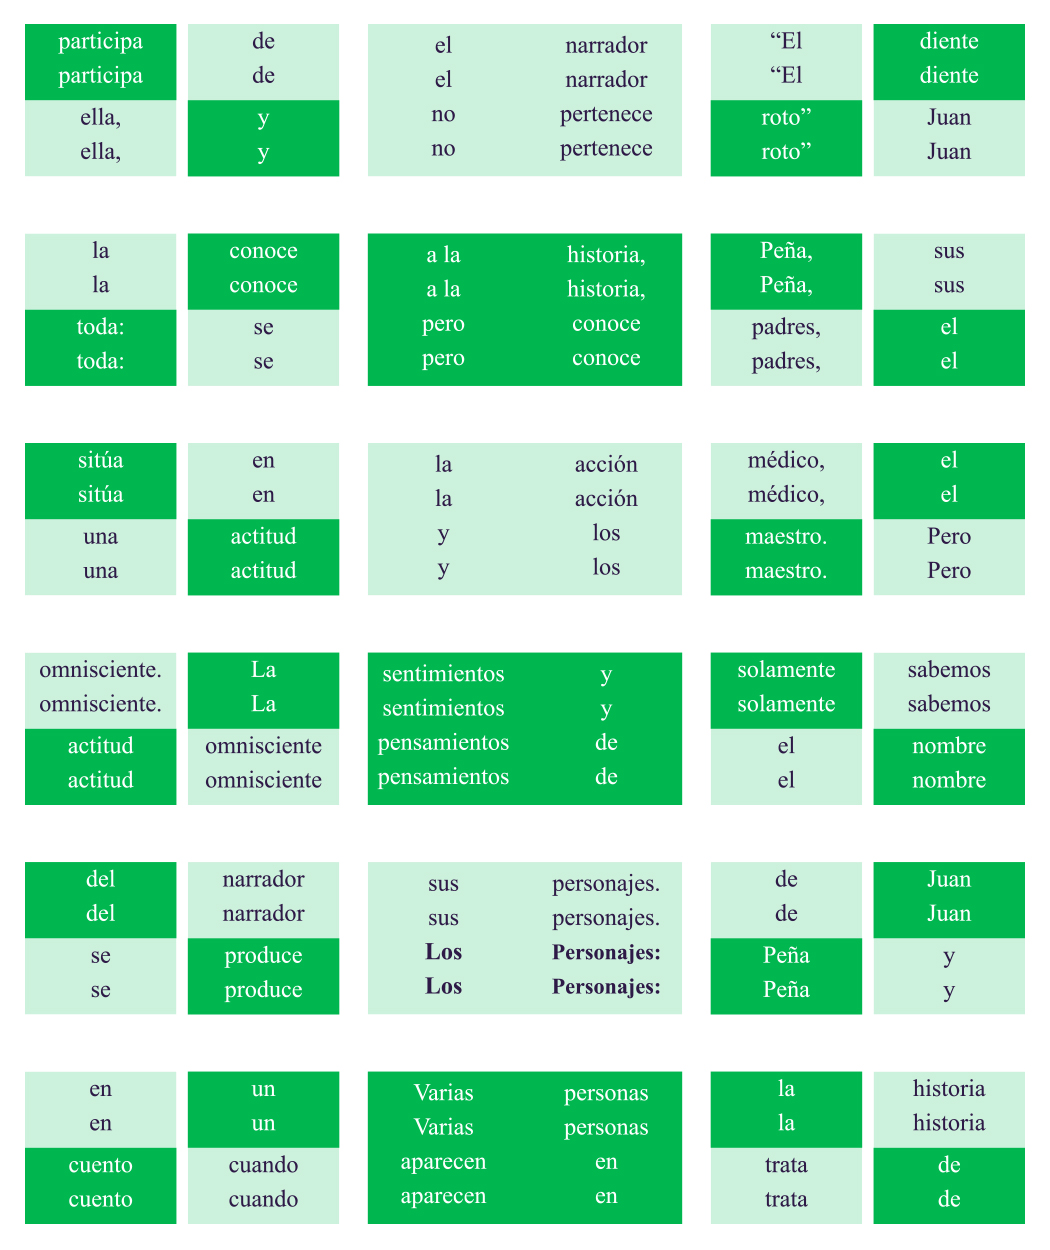 participa de
participa de
ella, y
ella, y
la conoce
la conoce
toda: se
toda: se
sitúa en
sitúa en
una actitud
una actitud
omnisciente. La
omnisciente. La
actitud omnisciente
actitud omnisciente
del narrador
del narrador
se produce
se produce
en un
en un
cuento cuando
cuento cuando
el narrador
el narrador
no pertenece
no pertenece
a la historia,
a la historia,
pero conoce
pero conoce
la acción
la acción
y los
y los
sentimientos y
sentimientos y
pensamientos de
pensamientos de
sus personajes.
sus personajes.
Los Personajes:
Los Personajes:
Varias personas
Varias personas
aparecen en
aparecen en
“El diente
“El diente
roto” Juan
roto” Juan
Peña, sus
Peña, sus
padres, el
padres, el
médico, el
médico, el
maestro. Pero
maestro. Pero
solamente sabemos
solamente sabemos
el nombre
el nombre
de Juan
de Juan
Peña y
Peña y
la historia
la historia
trata de
trata de